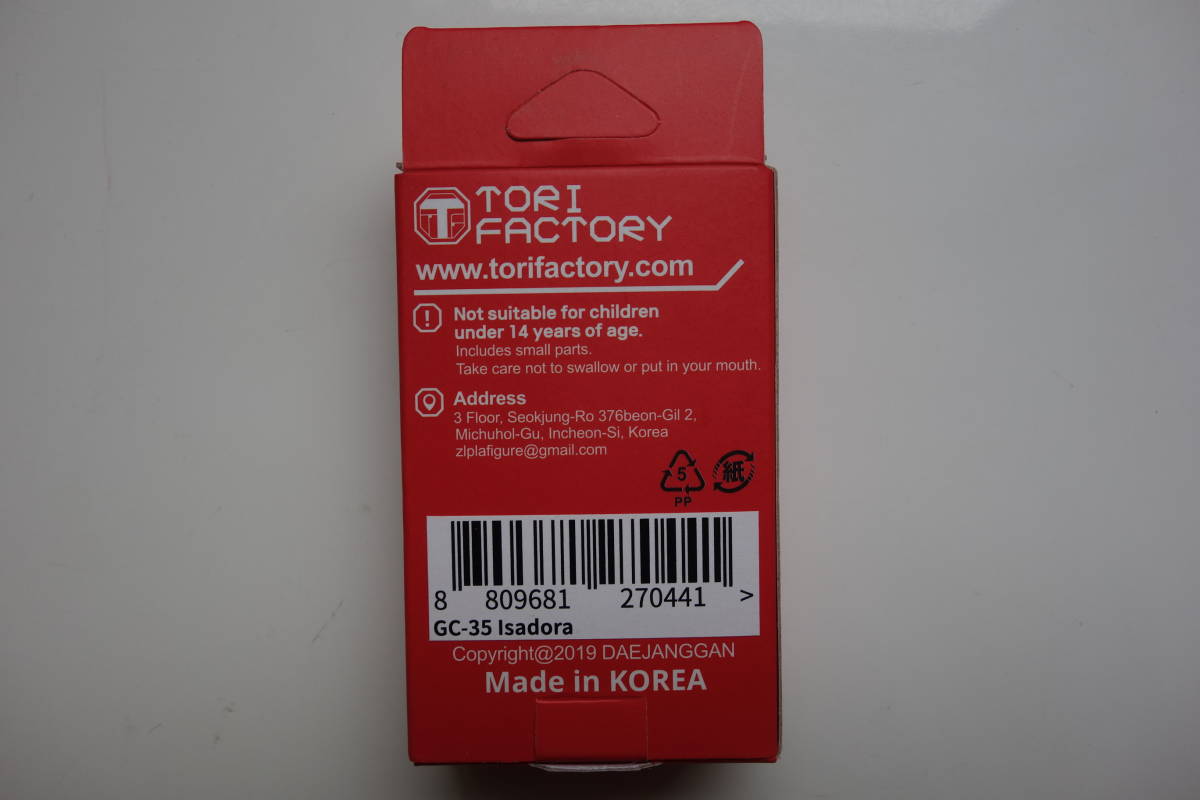 TORI
FACTORY
www.torifactory.com
Not suitable for children
under 14 years of age.
Includes small parts.
Take care not to swallow or put in your mouth.
Address
3 Floor, Seokjung-Ro 376beon-Gil 2,
Michuhol-Gu, Incheon-Si, Korea
zlplafigure@gmail.com
5
PP
紙
8 809681 270441 >
GC-35 Isadora
Copyright@2019 DAEJANGGAN
Made in KOREA